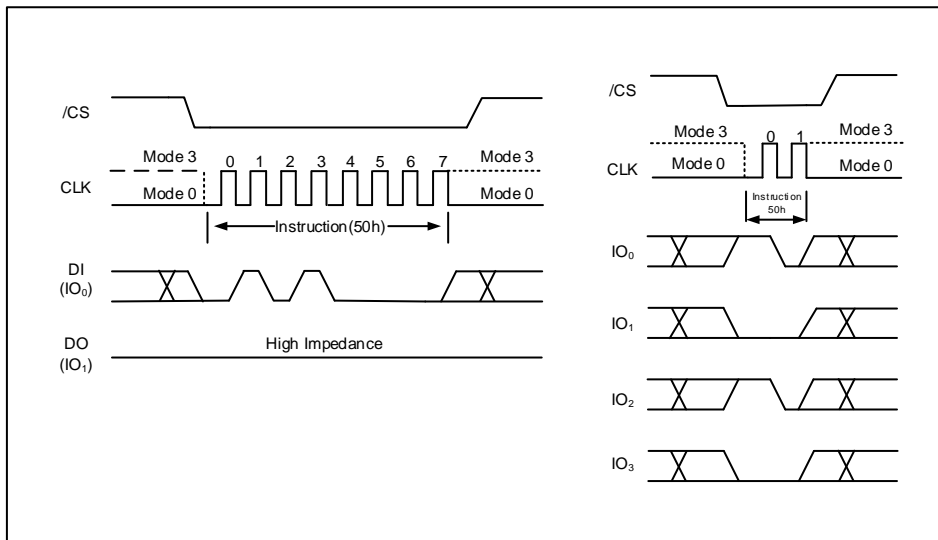 /CS
Mode 3
0 1 2 3 4 5 6 7
Mode 3
CLK
Mode 0
Mode 0
Instruction(50h)
DI
(IO0)
DO
(IO1)
High Impedance
/CS
Mode 3
0 1
Mode 3
CLK
Mode 0
Mode 0
Instruction
50h
IO0
IO1
IO2
IO3